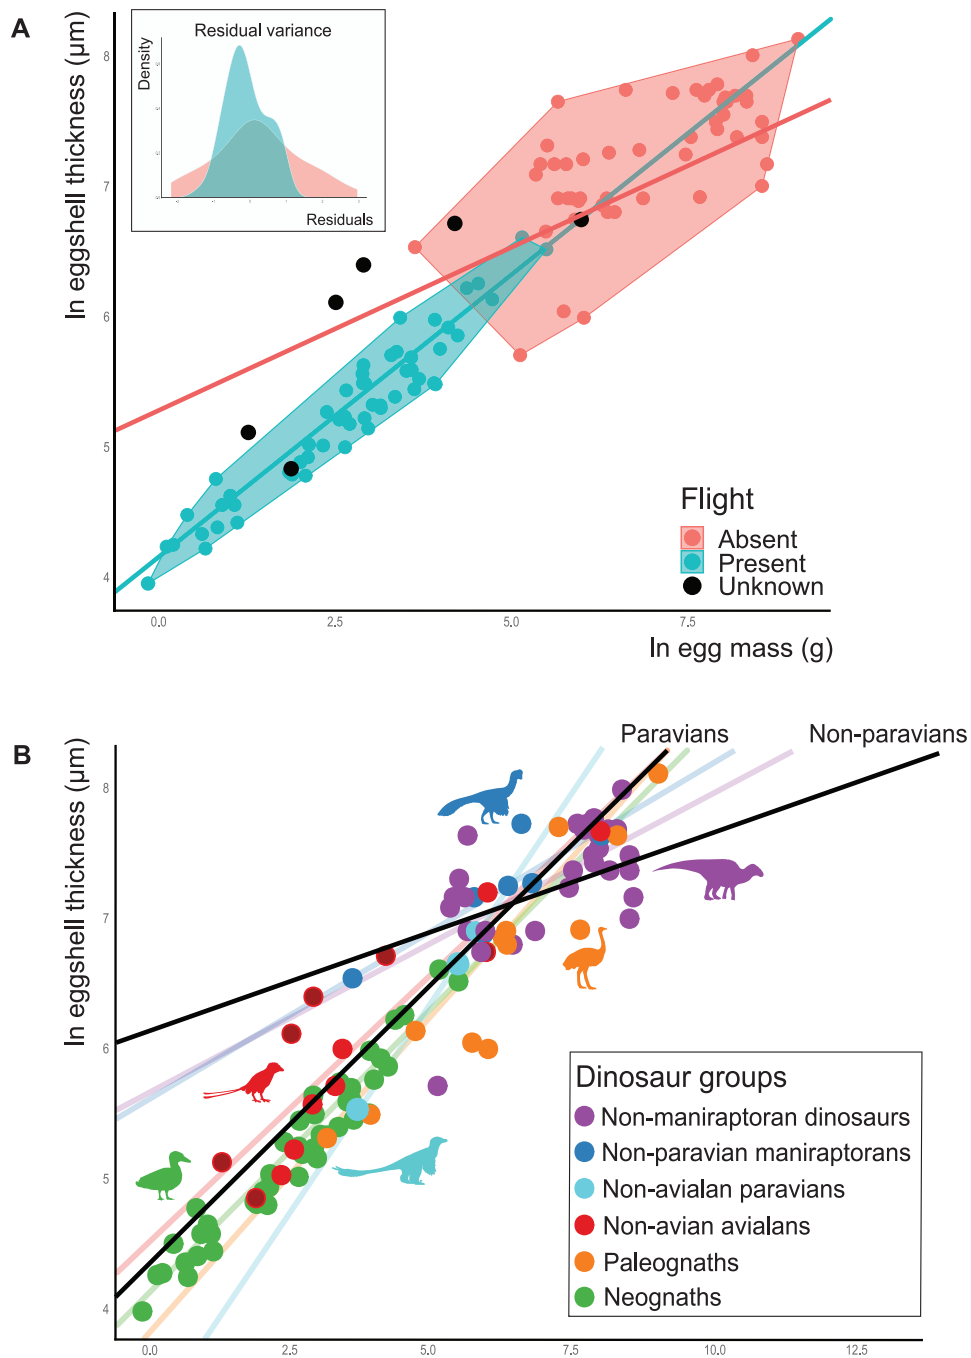 A
Residual variance
Density
Residuals
ln eggshell thickness (µm)
8
7
6
5
4
0.0
2.5
5.0
7.5
ln egg mass (g)
Flight
Absent
Present
Unknown
B
Paravians
Non-paravians
ln eggshell thickness (µm)
8
7
6
5
4
Dinosaur groups
Non-maniraptoran dinosaurs
Non-paravian maniraptorans
Non-avialan paravians
Non-avian avialans
Paleognaths
Neognaths
0.0
2.5
5.0
7.5
10.0
12.5